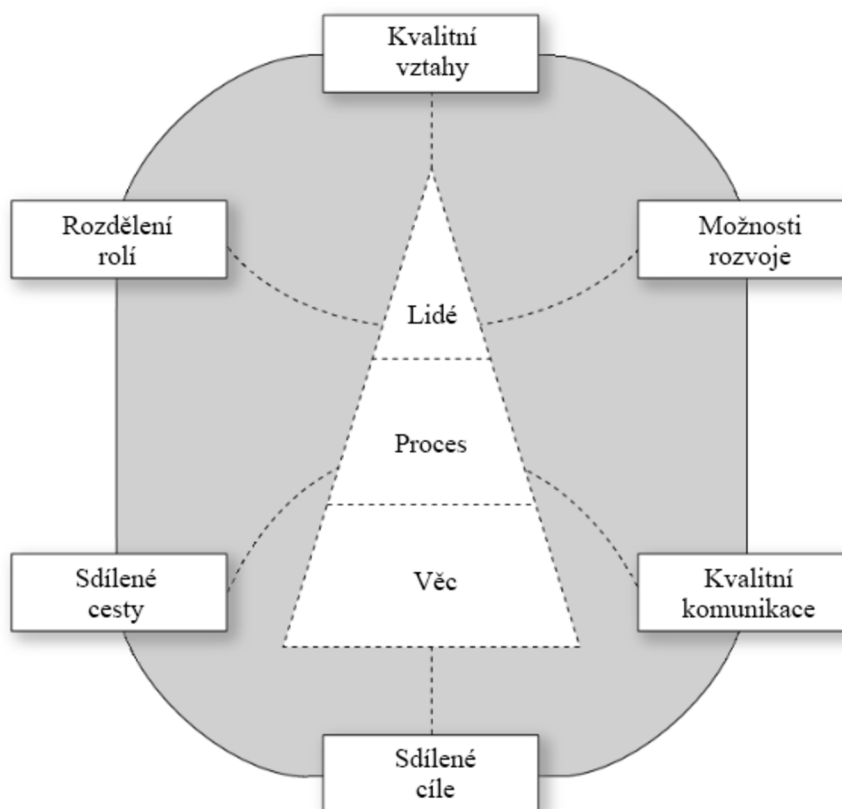 Kvalitní
vztahy
Rozdělení
rolí
Možnosti
rozvoje
Lidé
Proces
Věc
Sdílené
cesty
Kvalitní
komunikace
Sdílené
cíle